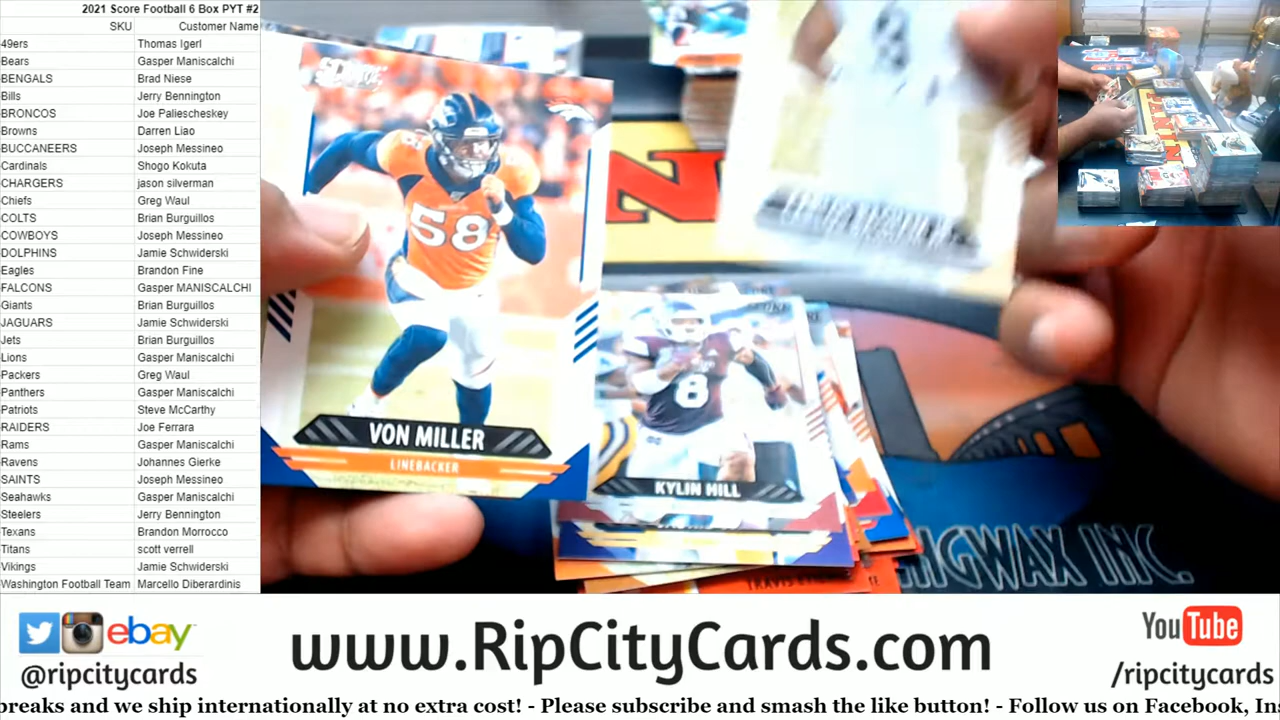 2021 Score Football 6 Box PYT #2
SKU Customer Name
49ers Thomas Igerl
Bears Gasper Maniscalchi
BENGALS Brad Niese
Bills Jerry Bennington
BRONCOS Joe Paliescheskey
Browns Darren Liao
BUCCANEERS Joseph Messineo
Cardinals Shogo Kokuta
CHARGERS jason silverman
Chiefs Greg Waul
COLTS Brian Burguillos
COWBOYS Joseph Messineo
DOLPHINS Jamie Schwiderski
Eagles Brandon Fine
FALCONS Gasper MANISCALCHI
Giants Brian Burguillos
JAGUARS Jamie Schwiderski
Jets Brian Burguillos
Lions Gasper Maniscalchi
Packers Greg Waul
Panthers Gasper Maniscalchi
Patriots Steve McCarthy
RAIDERS Joe Ferrara
Rams Gasper Maniscalchi
Ravens Johannes Gierke
SAINTS Joseph Messineo
Seahawks Gasper Maniscalchi
Steelers Jerry Bennington
Texans Brandon Morrocco
Titans scott verrell
Vikings Jamie Schwiderski
Washington Football Team Marcello Diberardinis
SCORE
58
VON MILLER
LINEBACKER
8
KYLIN HILL
TRAVIS
INGWAX INC.
ebay
@ripcitycards
www.RipCityCards.com
YouTube
/ripcitycards
breaks and we ship internationally at no extra cost! - Please subscribe and smash the like button! - Follow us on Facebook, Ins